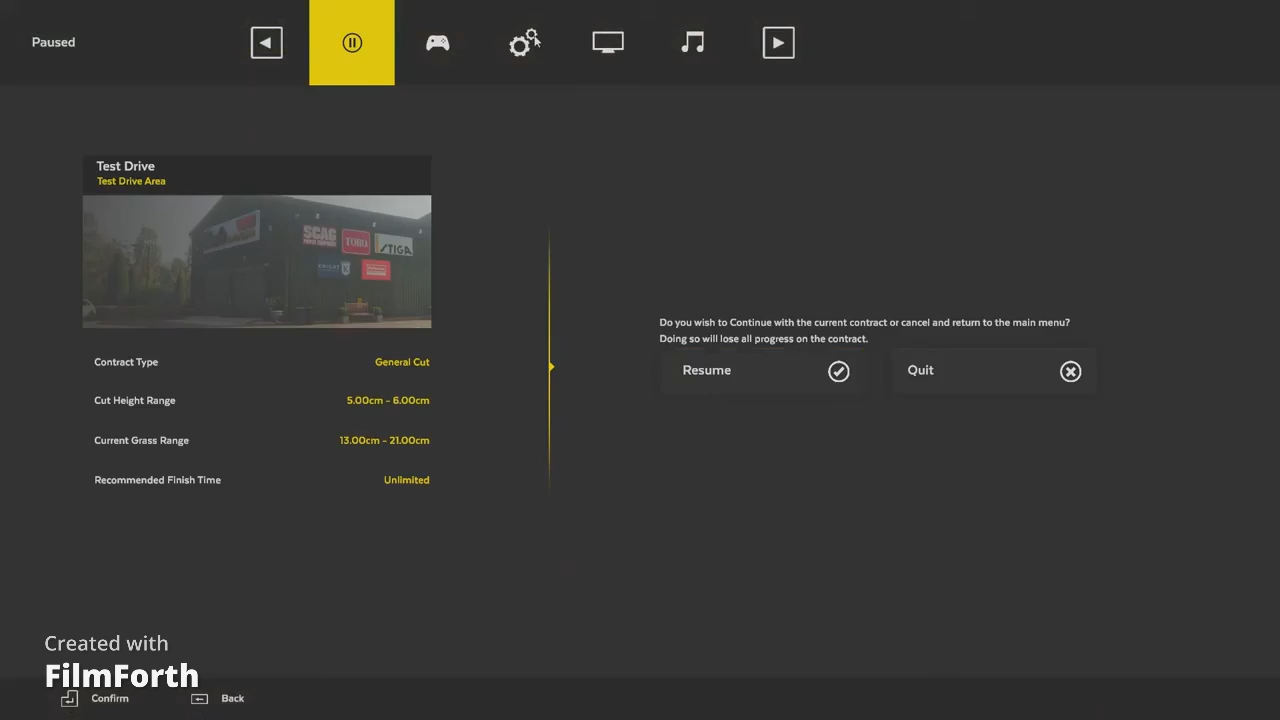 Paused
Test Drive
Test Drive Area
SCAG
TORO
STIGA
Contract Type
General Cut
Cut Height Range
5.00cm - 6.00cm
Current Grass Range
13.00cm - 21.00cm
Recommended Finish Time
Unlimited
Do you wish to Continue with the current contract or cancel and return to the main menu?
Doing so will lose all progress on the contract.
Resume
Quit
Created with
FilmForth
Confirm
Back